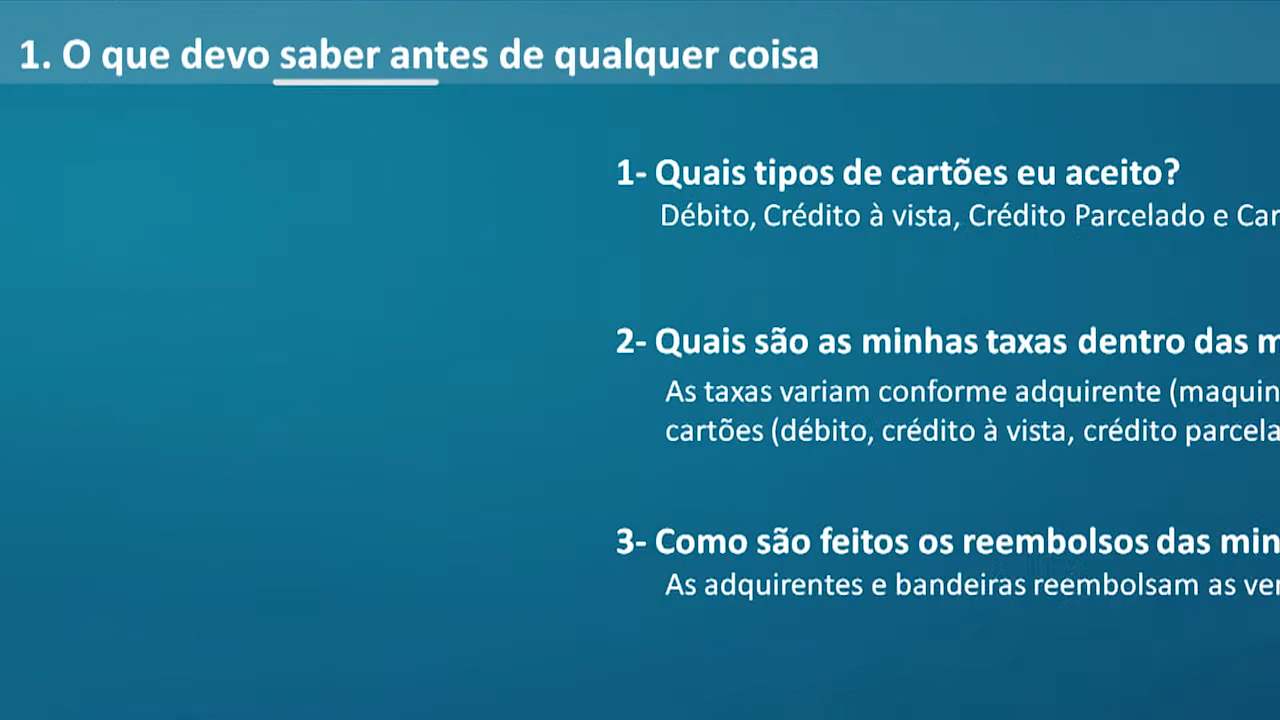 1. O que devo saber antes de qualquer coisa
1- Quais tipos de cartões eu aceito?
Débito, Crédito à vista, Crédito Parcelado e
2- Quais são as minhas taxas dentro das
As taxas variam conforme adquirente
cartões (débito, crédito à vista, crédito
3- Como são feitos os reembolsos das
As adquirentes e bandeiras reembolsam as